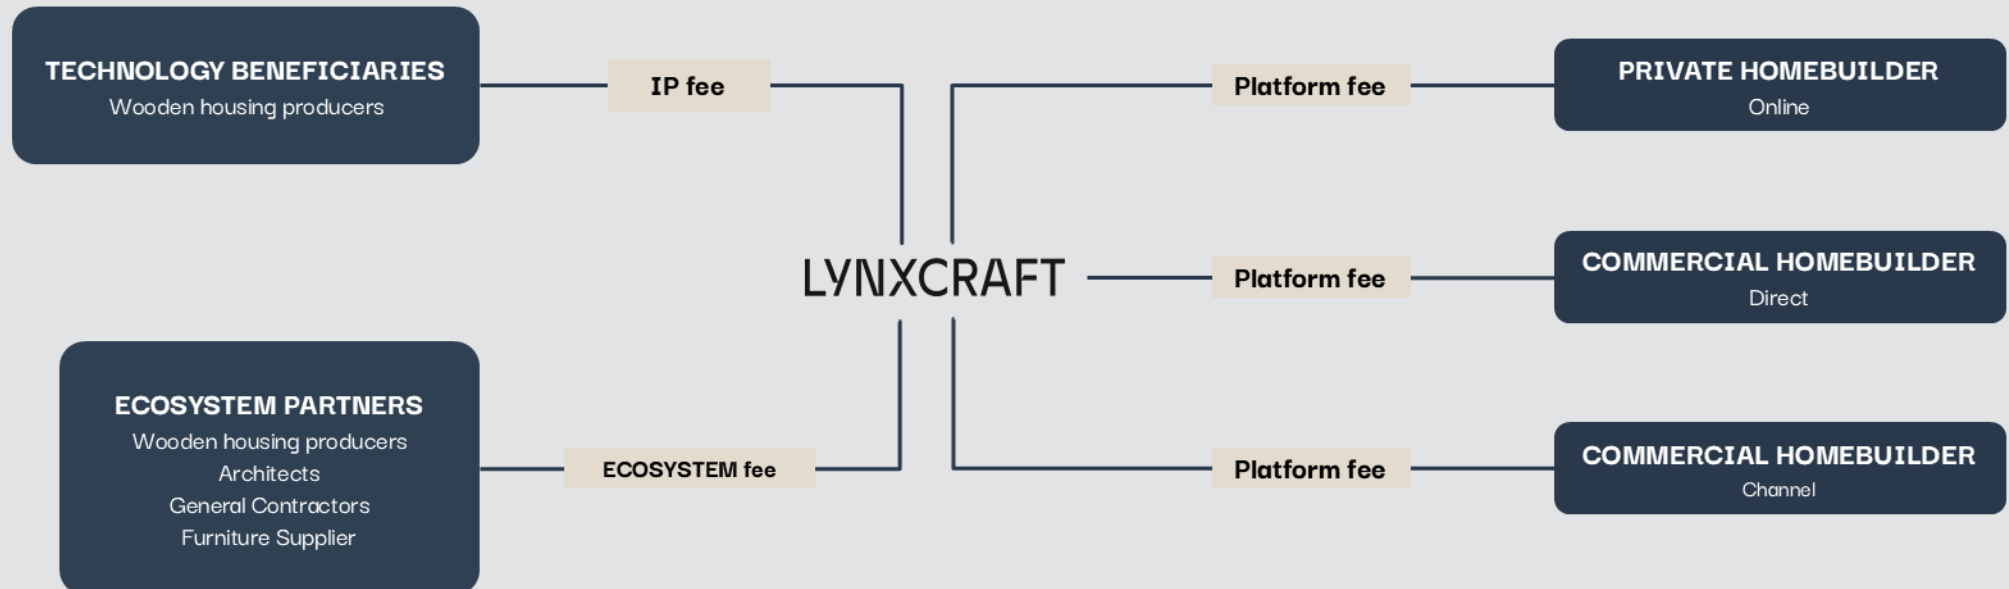 TECHNOLOGY BENEFICIARIES
Wooden housing producers
IP fee
ECOSYSTEM PARTNERS
Wooden housing producers
Architects
General Contractors
Furniture Supplier
ECOSYSTEM fee
LYNXCRAFT
Platform fee
PRIVATE HOMEBUILDER
Online
Platform fee
COMMERCIAL HOMEBUILDER
Direct
Platform fee
COMMERCIAL HOMEBUILDER
Channel